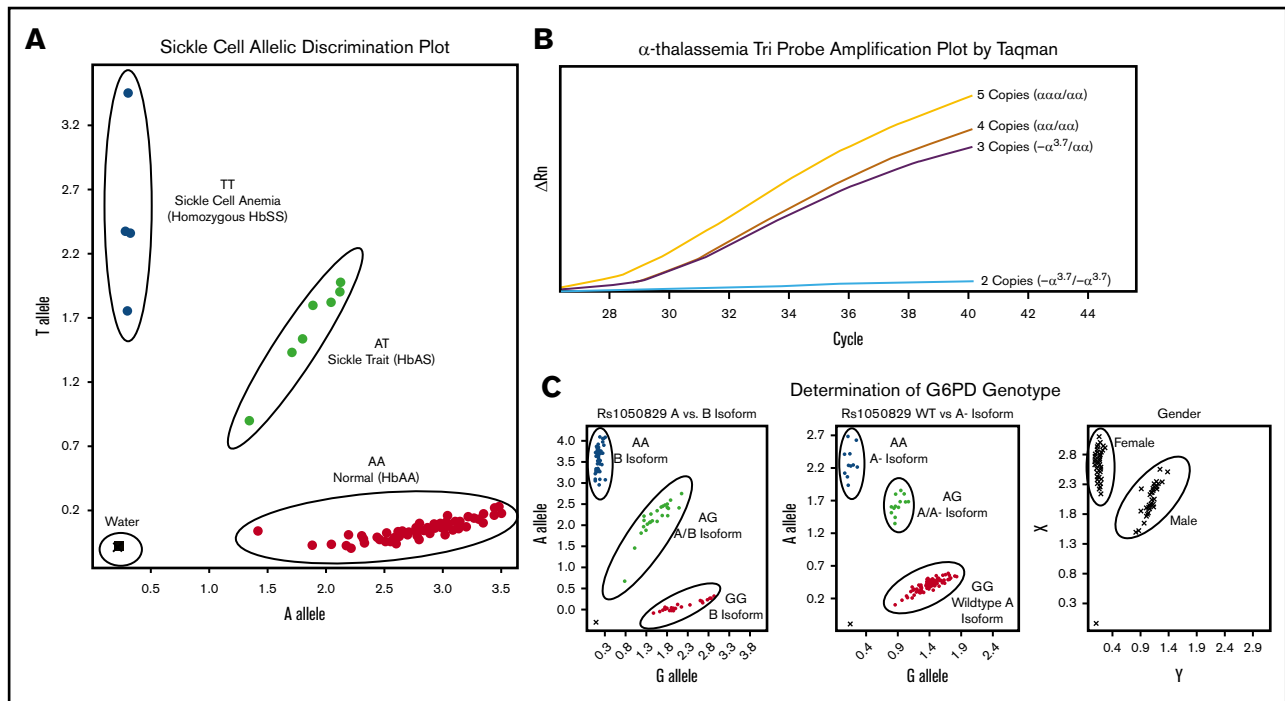 A
Sickle Cell Allelic Discrimination Plot
T allele
3.2
2.7
2.2
1.7
1.2
0.7
0.2
TT
Sickle Cell Anemia
(Homozygous HbSS)
AT
Sickle Trait (HbAS)
AA
Normal (HbAA)
Water
0.5 1.0 1.5 2.0 2.5 3.0 3.5
A allele
B
α-thalassemia Tri Probe Amplification Plot by Taqman
ΔRn
5 Copies (ααα/αα)
4 Copies (αα/αα)
3 Copies (−α3.7/αα)
2 Copies (−α3.7/−α3.7)
28 30 32 34 36 38 40 42 44
Cycle
C
Determination of G6PD Genotype
Rs1050829 A vs. B Isoform
A allele
4.0
3.5
3.0
2.5
2.0
1.5
1.0
0.5
0.0
AA
B Isoform
AG
A/B Isoform
GG
B Isoform
0.3 0.8 1.3 1.8 2.3 2.8 3.3 3.8
G allele
Rs1050829 WT vs A- Isoform
A allele
2.7
2.2
1.7
1.2
0.7
0.2
AA
A- Isoform
AG
A/A- Isoform
GG
Wildtype A
Isoform
0.4 0.9 1.4 1.9 2.4
G allele
Gender
X
2.8
2.3
1.8
1.3
0.8
0.3
Female
Male
0.4 0.9 1.4 1.9 2.4 2.9
Y